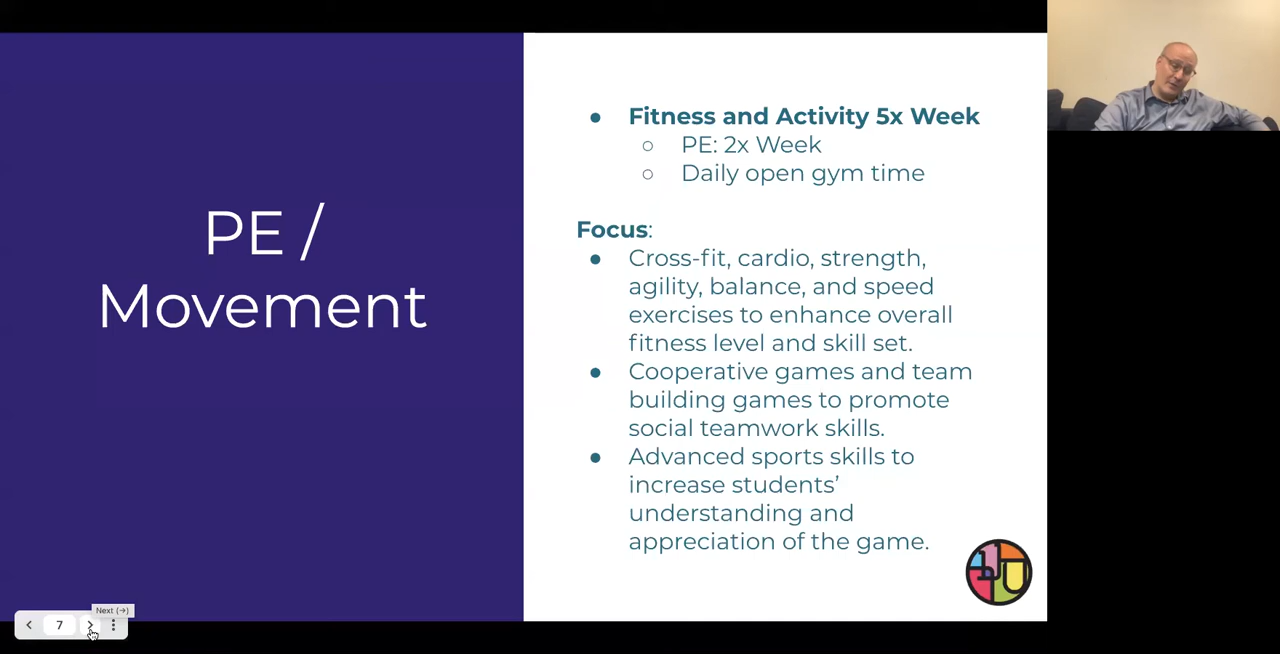 PE /
Movement
● Fitness and Activity 5x Week
○ PE: 2x Week
○ Daily open gym time
Focus:
● Cross-fit, cardio, strength,
agility, balance, and speed
exercises to enhance overall
fitness level and skill set.
● Cooperative games and team
building games to promote
social teamwork skills.
● Advanced sports skills to
increase students’
understanding and
appreciation of the game.
Next (→)
7